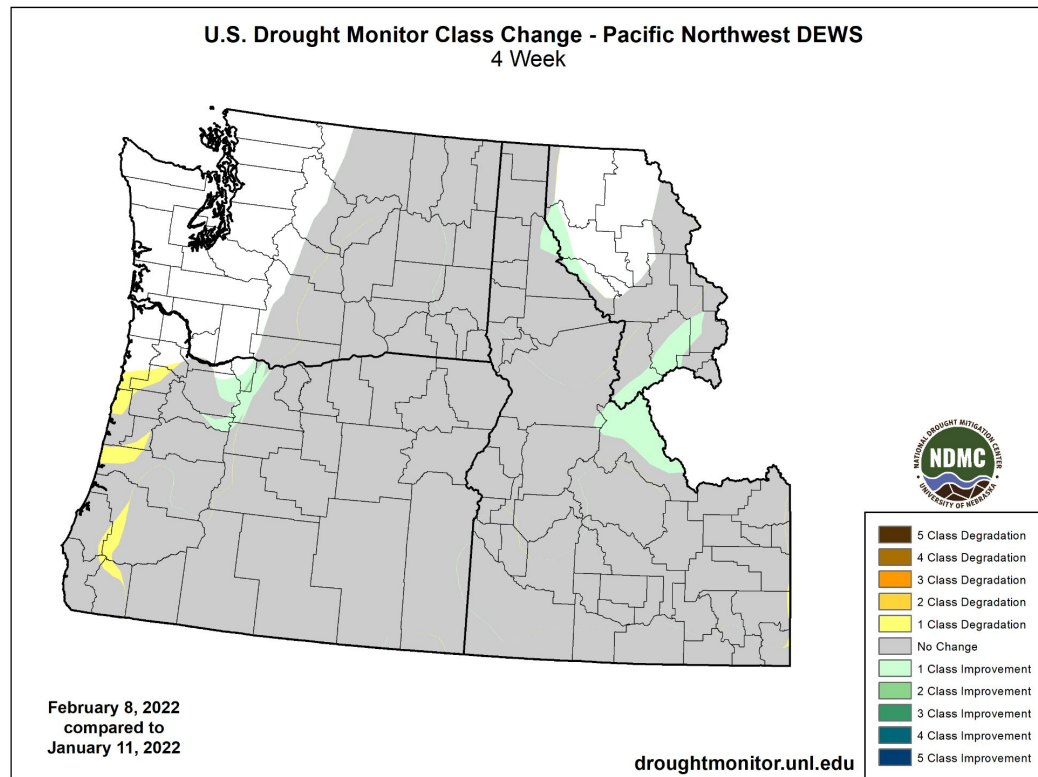 U.S. Drought Monitor Class Change - Pacific Northwest DEWS
4 Week
NATIONAL DROUGHT MITIGATION CENTER
NDMC
UNIVERSITY OF NEBRASKA
5 Class Degradation
4 Class Degradation
3 Class Degradation
2 Class Degradation
1 Class Degradation
No Change
1 Class Improvement
2 Class Improvement
3 Class Improvement
4 Class Improvement
5 Class Improvement
February 8, 2022
compared to
January 11, 2022
droughtmonitor.unl.edu